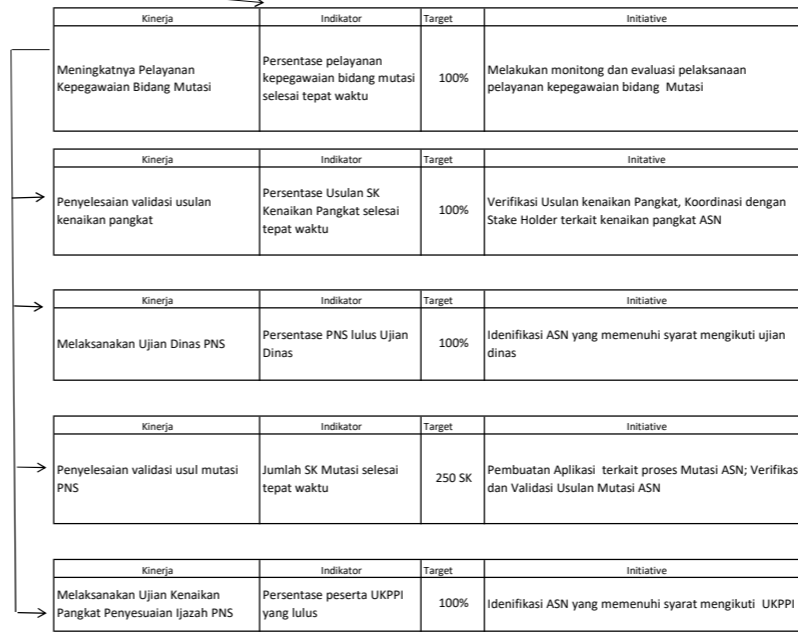 Kinerja Indikator Target Initiative
Meningkatnya Pelayanan
Kepegawaian Bidang Mutasi
Persentase pelayanan
kepegawaian bidang mutasi
selesai tepat waktu
100%
Melakukan monitong dan evaluasi pelaksanaan
pelayanan kepegawaian bidang Mutasi
Kinerja Indikator Target Initative
Penyelesaian validasi usulan
kenaikan pangkat
Persentase Usulan SK
Kenaikan Pangkat selesai
tepat waktu
100%
Verifikasi Usulan kenaikan Pangkat, Koordinasi dengan
Stake Holder terkait kenaikan pangkat ASN
Kinerja Indikator Target Initiative
Melaksanakan Ujian Dinas PNS
Persentase PNS lulus Ujian
Dinas
100%
Idenifikasi ASN yang memenuhi syarat mengikuti ujian
dinas
Kinerja Indikator Target Initiative
Penyelesaian validasi usul mutasi
PNS
Jumlah SK Mutasi selesai
tepat waktu
250 SK
Pembuatan Aplikasi terkait proses Mutasi ASN; Verifikas
dan Validasi Usulan Mutasi ASN
Kinerja Indikator Target Initiative
Melaksanakan Ujian Kenaikan
Pangkat Penyesuaian Ijazah PNS
Persentase peserta UKPPI
yang lulus
100%
Idenifikasi ASN yang memenuhi syarat mengikuti UKPPI